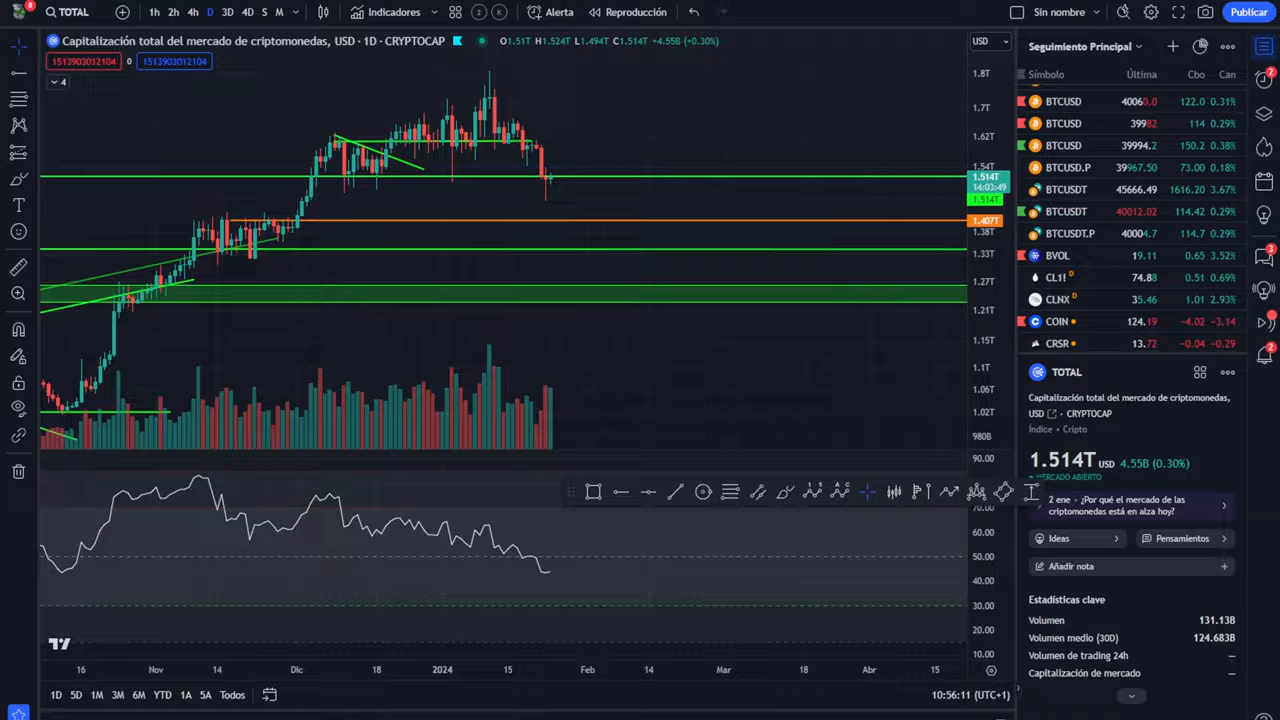 8 TOTAL 1h 2h 4h D 3D 4D S M Indicadores 2 K Alerta Reproducción Sin nombre Publicar
Capitalización total del mercado de criptomonedas, USD · 1D · CRYPTOCAP O1.51T H1.524T L1.494T C1.514T +4.55B (+0.30%)
1513903012104 0 1513903012104
4
USD
1.8T
1.7T
1.62T
1.54T
1.514T
14:03:49
1.514T
1.407T
1.38T
1.33T
1.27T
1.21T
1.15T
1.1T
1.06T
1.02T
980B
90.00
70.00
60.00
50.00
40.00
30.00
20.00
10.00
16 Nov 14 Dic 18 2024 15 Feb 14 Mar 18 Abr 15
1D 5D 1M 3M 6M YTD 1A 5A Todos
10:56:11 (UTC+1)
Seguimiento Principal
Símbolo Última Cbo Can
BTCUSD 40060.0 122.0 0.31%
BTCUSD 39982 114 0.29%
BTCUSD 39994.2 150.2 0.38%
BTCUSD.P 39967.50 73.00 0.18%
BTCUSDT 45666.49 1616.20 3.67%
BTCUSDT 40012.02 114.42 0.29%
BTCUSDT.P 40004.7 114.7 0.29%
BVOL 19.11 0.65 3.52%
CL1! D 74.88 0.51 0.69%
CLNX D 35.46 1.01 2.93%
COIN 124.19 -4.02 -3.14
CRSR 13.72 -0.04 -0.29
TOTAL
Capitalización total del mercado de criptomonedas,
USD · CRYPTOCAP
Índice · Cripto
1.514T USD 4.55B (0.30%)
MERCADO ABIERTO
2 ene · ¿Por qué el mercado de las
criptomonedas está en alza hoy?
Ideas Pensamientos
Añadir nota
Estadísticas clave
Volumen 131.13B
Volumen medio (30D) 124.683B
Volumen de trading 24h –
Capitalización de mercado –
2
3
2